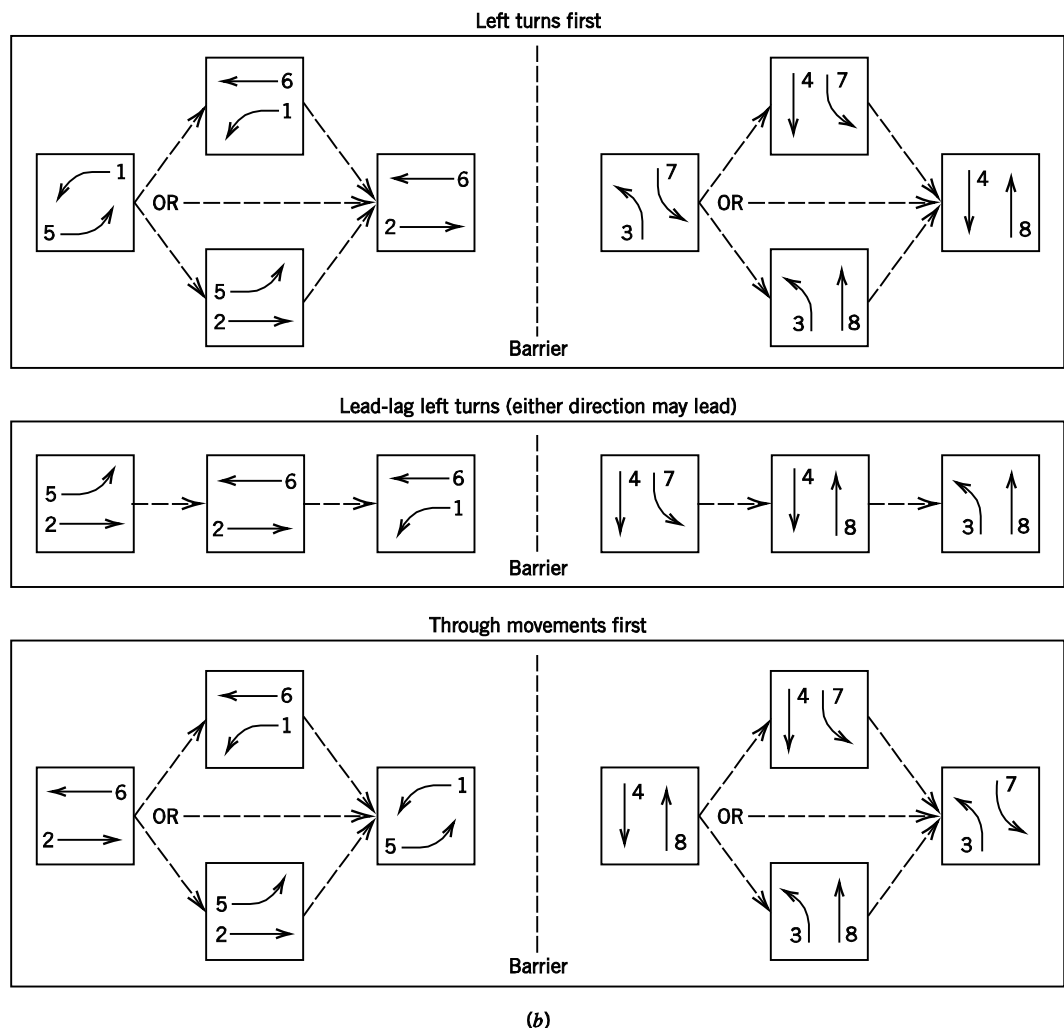 Left turns first
6 4 7
1
1 6 7 4
5 OR 2 3 OR 8
5
2 3 8
Barrier
Lead-lag left turns (either direction may lead)
5 6 6 4 7 4
2 2 1 8 3 8
Barrier
Through movements first
6 4 7
1
6 1 4 7
2 OR 5 8 OR 3
5
2 3 8
Barrier
(b)